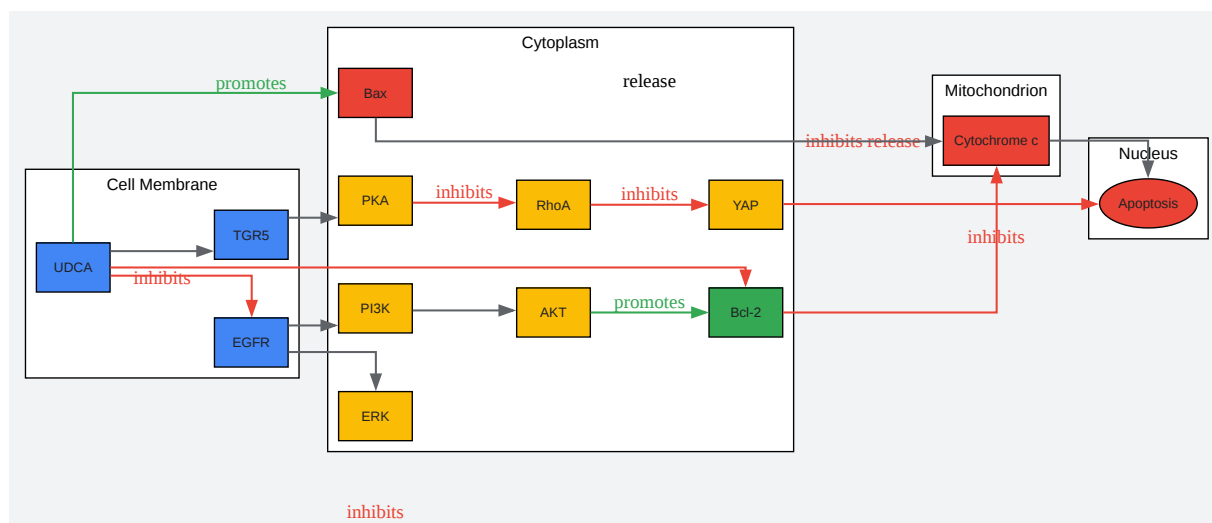 Cytoplasm
promotes
Bax
release
Mitochondrion
inhibits release
Cytochrome c
Nucleus
Cell Membrane
PKA
inhibits
RhoA
inhibits
YAP
Apoptosis
TGR5
inhibits
UDCA
inhibits
PI3K
AKT
promotes
Bcl-2
EGFR
ERK
inhibits